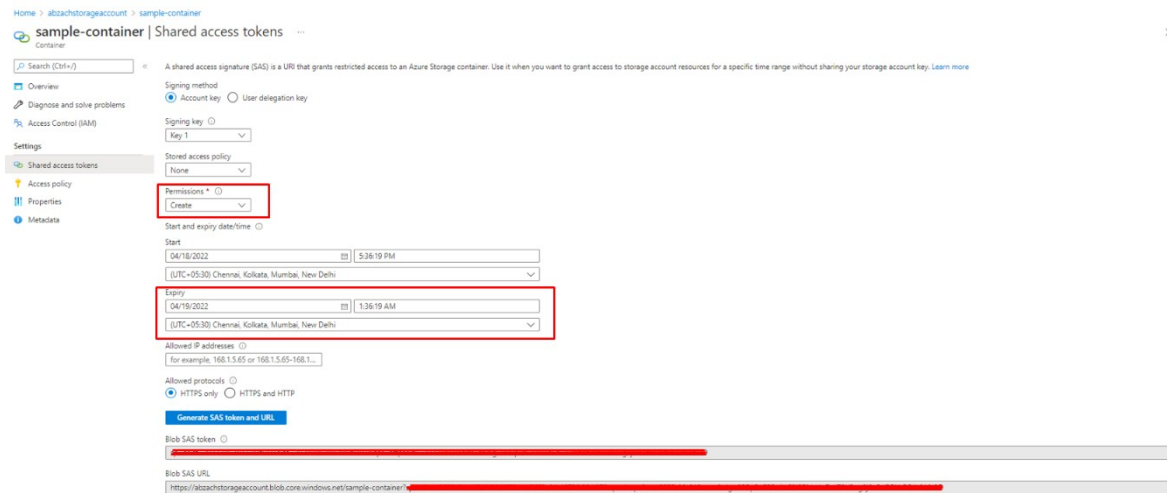 Home > abzachstorageaccount > sample-container
sample-container | Shared access tokens ...
Container
Search (Ctrl+/)
Overview
Diagnose and solve problems
Access Control (IAM)
Settings
Shared access tokens
Access policy
Properties
Metadata
A shared access signature (SAS) is a URI that grants restricted access to an Azure Storage container. Use it when you want to grant access to storage account resources for a specific time range without sharing your storage account key. Learn more
Signing method
Account key User delegation key
Signing key
Key 1
Stored access policy
None
Permissions *
Create
Start and expiry date/time
Start
04/18/2022 5:36:19 PM
(UTC+05:30) Chennai, Kolkata, Mumbai, New Delhi
Expiry
04/19/2022 1:36:19 AM
(UTC+05:30) Chennai, Kolkata, Mumbai, New Delhi
Allowed IP addresses
for example, 168.1.5.65 or 168.1.5.65-168.1...
Allowed protocols
HTTPS only HTTPS and HTTP
Generate SAS token and URL
Blob SAS token
Blob SAS URL
https://abzachstorageaccount.blob.core.windows.net/sample-container?